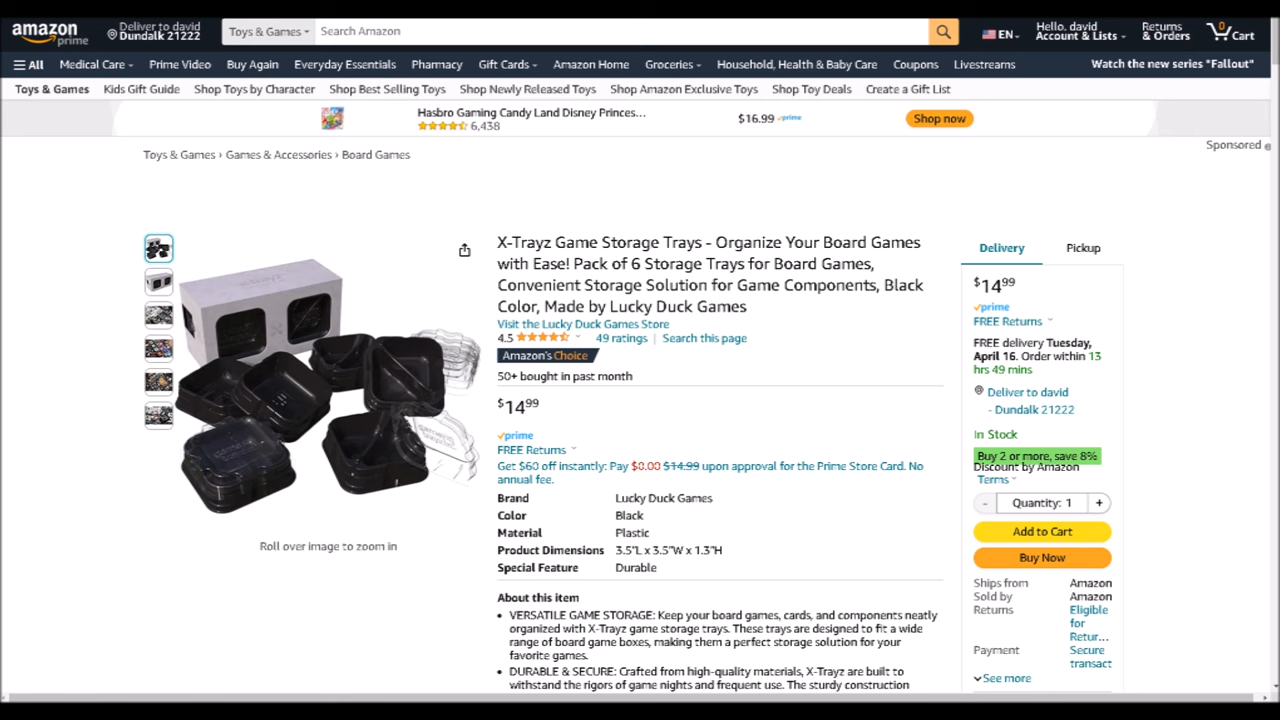 amazon
prime
Deliver to david
Dundalk 21222
Toys & Games
Search Amazon
EN
Hello, david
Account & Lists
Returns
& Orders
0
Cart
All
Medical Care
Prime Video
Buy Again
Everyday Essentials
Pharmacy
Gift Cards
Amazon Home
Groceries
Household, Health & Baby Care
Coupons
Livestreams
Watch the new series "Fallout"
Toys & Games
Kids Gift Guide
Shop Toys by Character
Shop Best Selling Toys
Shop Newly Released Toys
Shop Amazon Exclusive Toys
Shop Toy Deals
Create a Gift List
Hasbro Gaming Candy Land Disney Princes...
6,438
$16.99 prime
Shop now
Sponsored
Toys & Games › Games & Accessories › Board Games
X-Trayz Game Storage Trays - Organize Your Board Games
with Ease! Pack of 6 Storage Trays for Board Games,
Convenient Storage Solution for Game Components, Black
Color, Made by Lucky Duck Games
Visit the Lucky Duck Games Store
4.5
49 ratings | Search this page
Amazon's Choice
50+ bought in past month
$1499
prime
FREE Returns
Get $60 off instantly: Pay $0.00 $14.99 upon approval for the Prime Store Card. No
annual fee.
Brand Lucky Duck Games
Color Black
Material Plastic
Product Dimensions 3.5"L x 3.5"W x 1.3"H
Special Feature Durable
About this item
• VERSATILE GAME STORAGE: Keep your board games, cards, and components neatly
organized with X-Trayz game storage trays. These trays are designed to fit a wide
range of board game boxes, making them a perfect storage solution for your
favorite games.
• DURABLE & SECURE: Crafted from high-quality materials, X-Trayz are built to
withstand the rigors of game nights and frequent use. The sturdy construction
Roll over image to zoom in
Delivery
Pickup
$1499
prime
FREE Returns
FREE delivery Tuesday,
April 16. Order within 13
hrs 49 mins
Deliver to david
- Dundalk 21222
In Stock
Buy 2 or more, save 8%
Discount by Amazon
Terms
- Quantity: 1 +
Add to Cart
Buy Now
Ships from Amazon
Sold by Amazon
Returns Eligible
for
Retur...
Payment Secure
transact
See more